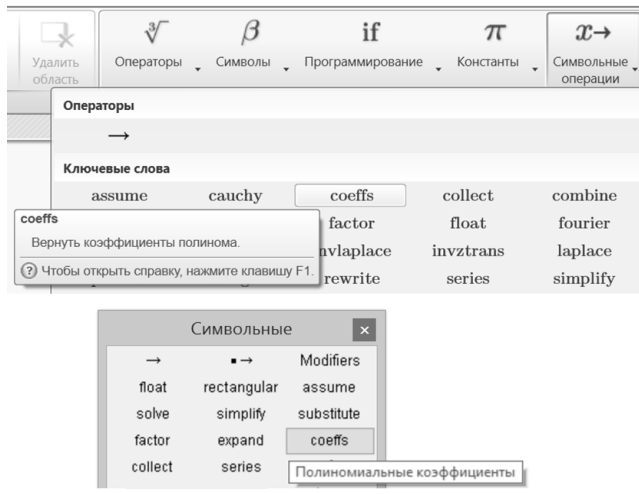 ∛ β if π x→
Удалить область
Операторы Символы Программирование Константы Символьные операции
Операторы
→
Ключевые слова
assume cauchy coeffs collect combine
coeffs
Вернуть коэффициенты полинома.
? Чтобы открыть справку, нажмите клавишу F1.
factor float fourier
invztrans laplace
rewrite series simplify
Символьные ×
→ ▪ → Modifiers
float rectangular assume
solve simplify substitute
factor expand coeffs
collect series
Полиномиальные коэффициенты